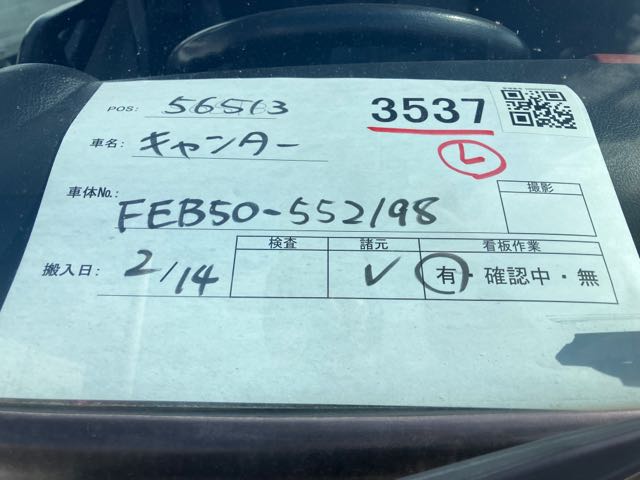 POS: 56563 3537
車名: キャンター レ
車体No.: FEB50-552198 撮影
検査 諸元 看板作業
搬入日: 2/14 ✓ 有・確認中・無